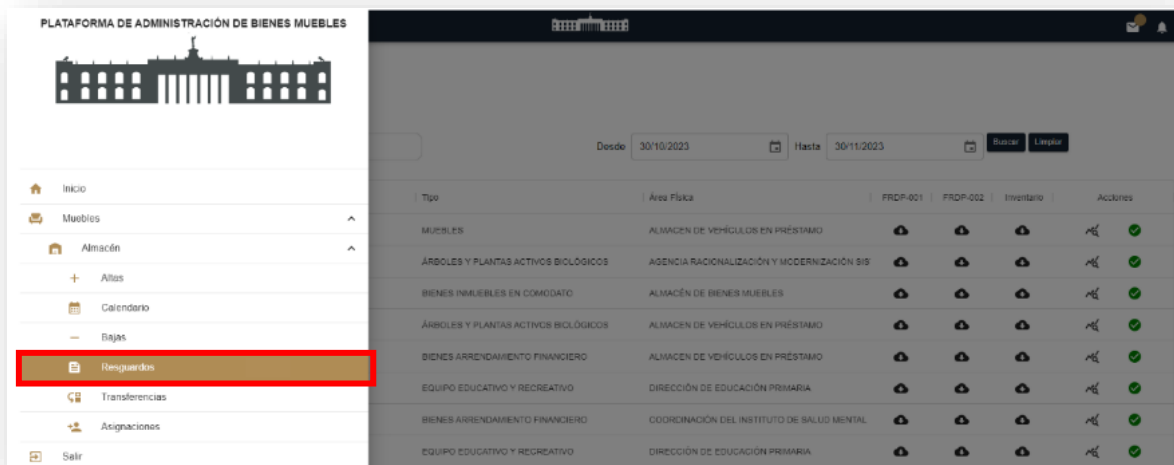 PLATAFORMA DE ADMINISTRACIÓN DE BIENES MUEBLES
Inicio
Muebles
Almacén
Altas
Calendario
Bajas
Resguardos
Transferencias
Asignaciones
Salir
Desde 30/10/2023 Hasta 30/11/2023 Buscar Limpiar
Tipo Área Física FRDP-001 FRDP-002 Inventario Acciones
MUEBLES ALMACEN DE VEHÍCULOS EN PRÉSTAMO
ÁRBOLES Y PLANTAS ACTIVOS BIOLÓGICOS AGENCIA RACIONALIZACIÓN Y MODERNIZACIÓN SIS
BIENES INMUEBLES EN COMODATO ALMACÉN DE BIENES MUEBLES
ÁRBOLES Y PLANTAS ACTIVOS BIOLÓGICOS ALMACEN DE VEHÍCULOS EN PRÉSTAMO
BIENES ARRENDAMIENTO FINANCIERO ALMACEN DE VEHÍCULOS EN PRÉSTAMO
EQUIPO EDUCATIVO Y RECREATIVO DIRECCIÓN DE EDUCACIÓN PRIMARIA
BIENES ARRENDAMIENTO FINANCIERO COORDINACIÓN DEL INSTITUTO DE SALUD MENTAL
EQUIPO EDUCATIVO Y RECREATIVO DIRECCIÓN DE EDUCACIÓN PRIMARIA